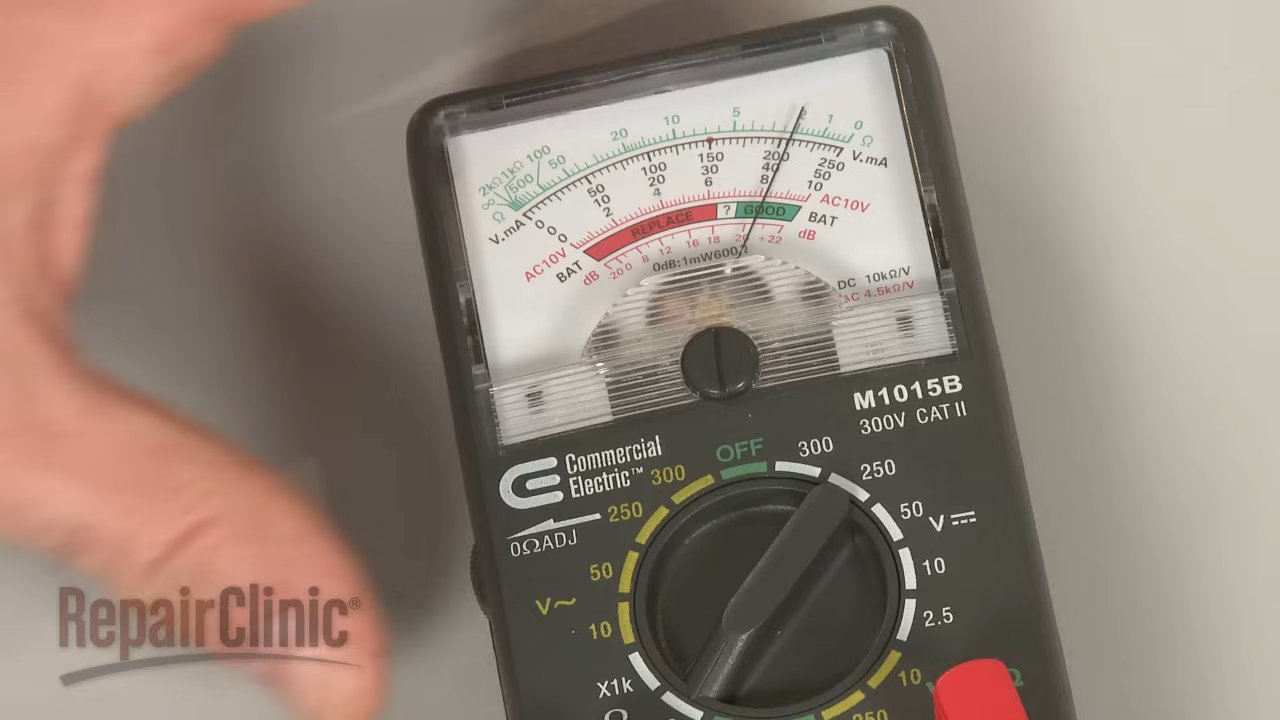 20 10 5 2 1 0 Ω
2kΩ 1kΩ 100 50
∞ 500
Ω
V.mA 0 50 100 150 200 250 V.mA
0 10 20 30 40 50
0 2 4 6 8 10
AC10V AC10V
BAT REPLACE ? GOOD BAT
dB -20 0 8 12 16 18 20 +22 dB
0dB:1mW600Ω
DC 10kΩ/V
AC 4.5kΩ/V
M1015B
300V CAT II
Commercial
Electric™
0ΩADJ
OFF
300 300
250 250
50 50
V~ V⎓
10 10
X1k 2.5
Ω 10
250
Ω
RepairClinic®